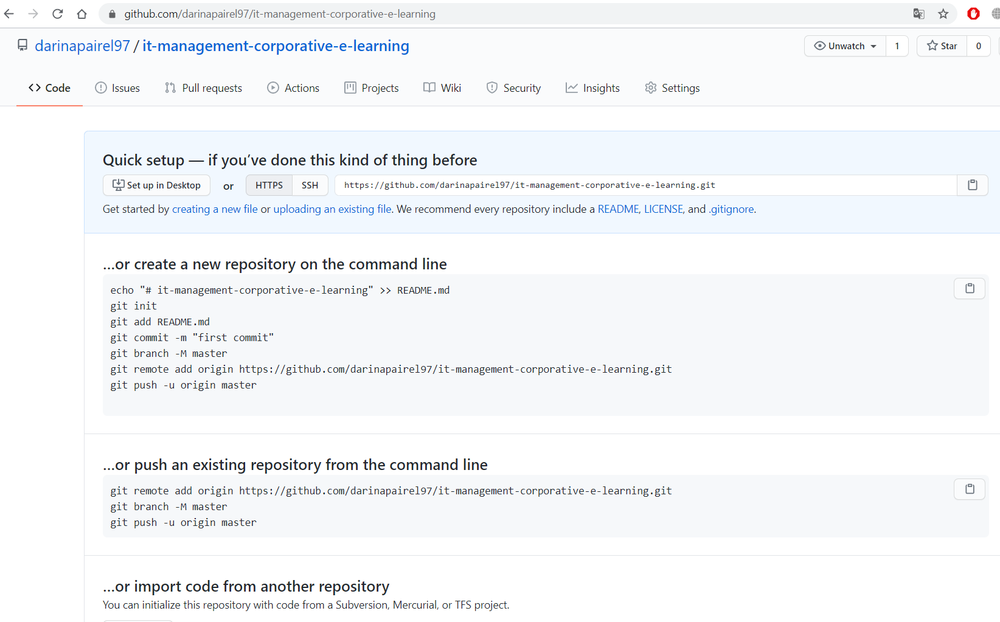 github.com/darinapairel97/it-management-corporative-e-learning
darinapairel97 / it-management-corporative-e-learning
Unwatch 1 Star 0
Code Issues Pull requests Actions Projects Wiki Security Insights Settings
Quick setup — if you’ve done this kind of thing before
Set up in Desktop or HTTPS SSH https://github.com/darinapairel97/it-management-corporative-e-learning.git
Get started by creating a new file or uploading an existing file. We recommend every repository include a README, LICENSE, and .gitignore.
…or create a new repository on the command line
echo "# it-management-corporative-e-learning" >> README.md
git init
git add README.md
git commit -m "first commit"
git branch -M master
git remote add origin https://github.com/darinapairel97/it-management-corporative-e-learning.git
git push -u origin master
…or push an existing repository from the command line
git remote add origin https://github.com/darinapairel97/it-management-corporative-e-learning.git
git branch -M master
git push -u origin master
…or import code from another repository
You can initialize this repository with code from a Subversion, Mercurial, or TFS project.